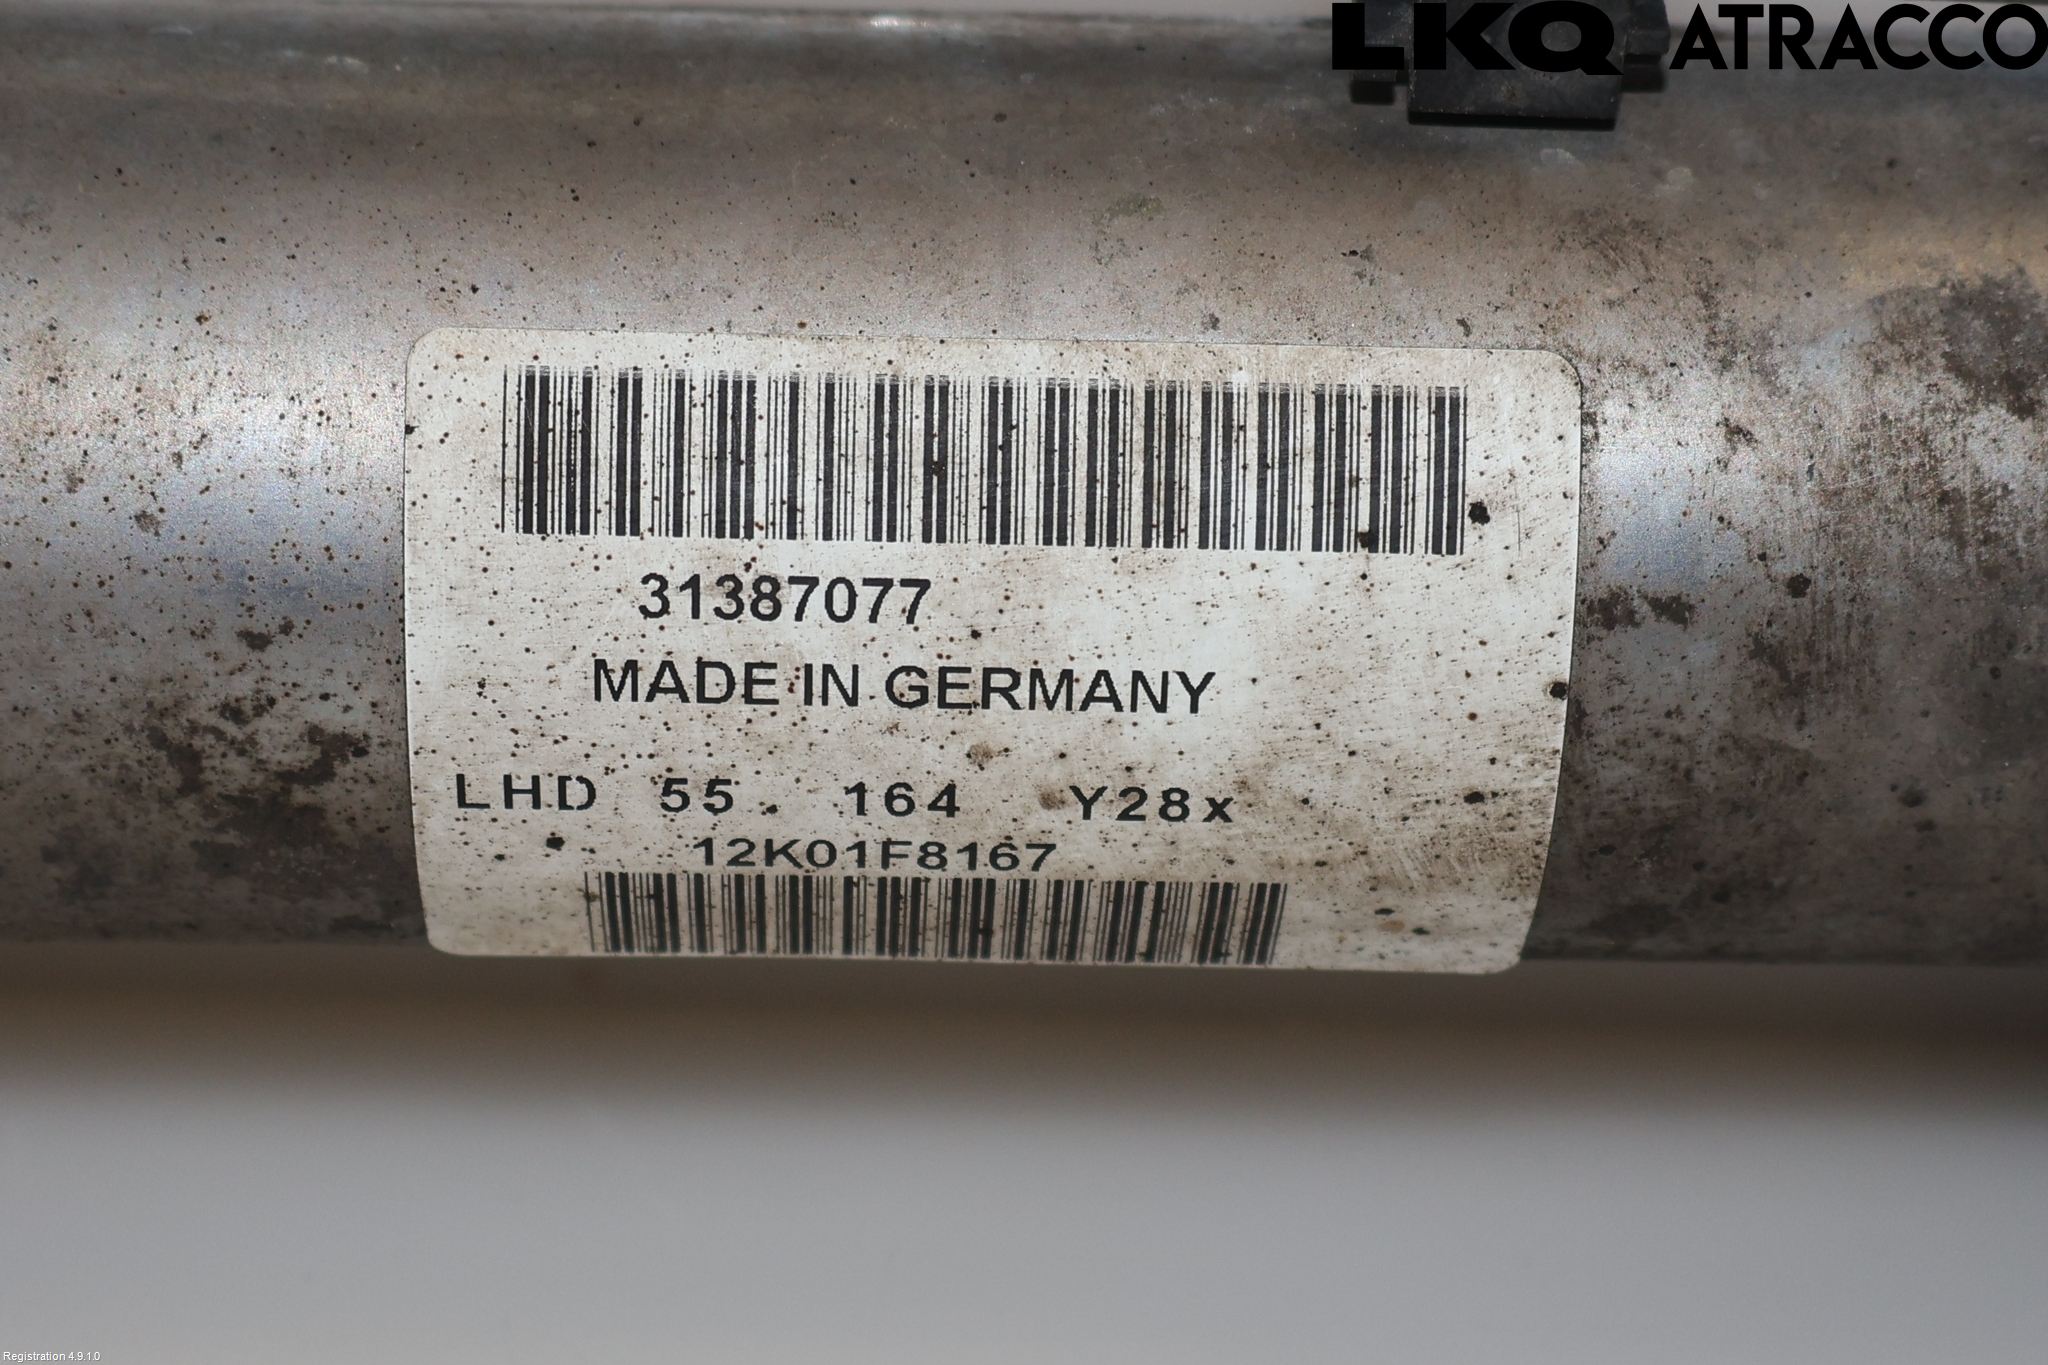 LKQ ATRACCO
31387077
MADE IN GERMANY
LHD 55. 164 Y28x
12K01F8167
Registration 4.9.1.0